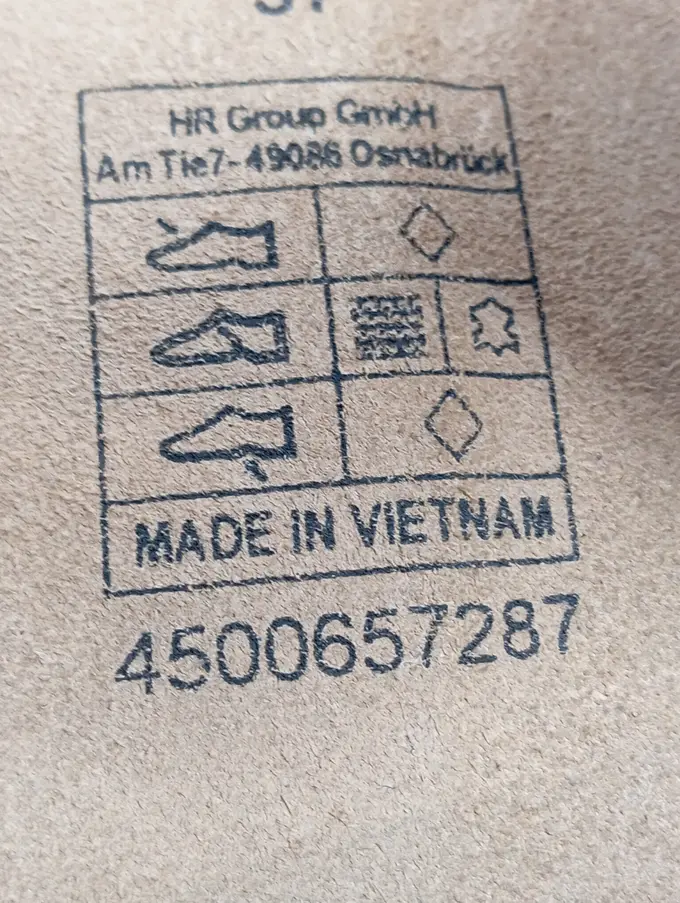 HR Group GmbH
Am Tie7-49086 Osnabrück
MADE IN VIETNAM
4500657287